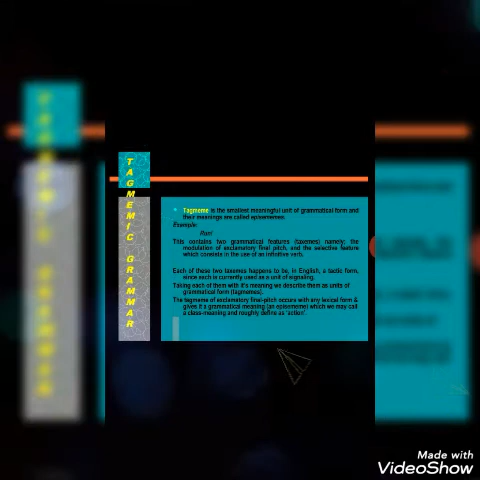 TAGMEMIC GRAMMAR
Tagmeme is the smallest meaningful unit of grammatical form and
their meanings are called episememes.
Example:
Run!
This contains two grammatical features (taxemes) namely; the
modulation of exclamatory final pitch, and the selective feature
which consists in the use of an infinitive verb.
Each of these two taxemes happens to be, in English, a tactic form,
since each is currently used as a unit of signaling.
Taking each of them with it's meaning we describe them as units of
grammatical form (tagmemes).
The tagmeme of exclamatory final-pitch occurs with any lexical form &
gives it a grammatical meaning (an episememe) which we may call
a class-meaning and roughly define as 'action'.
Made with
VideoShow